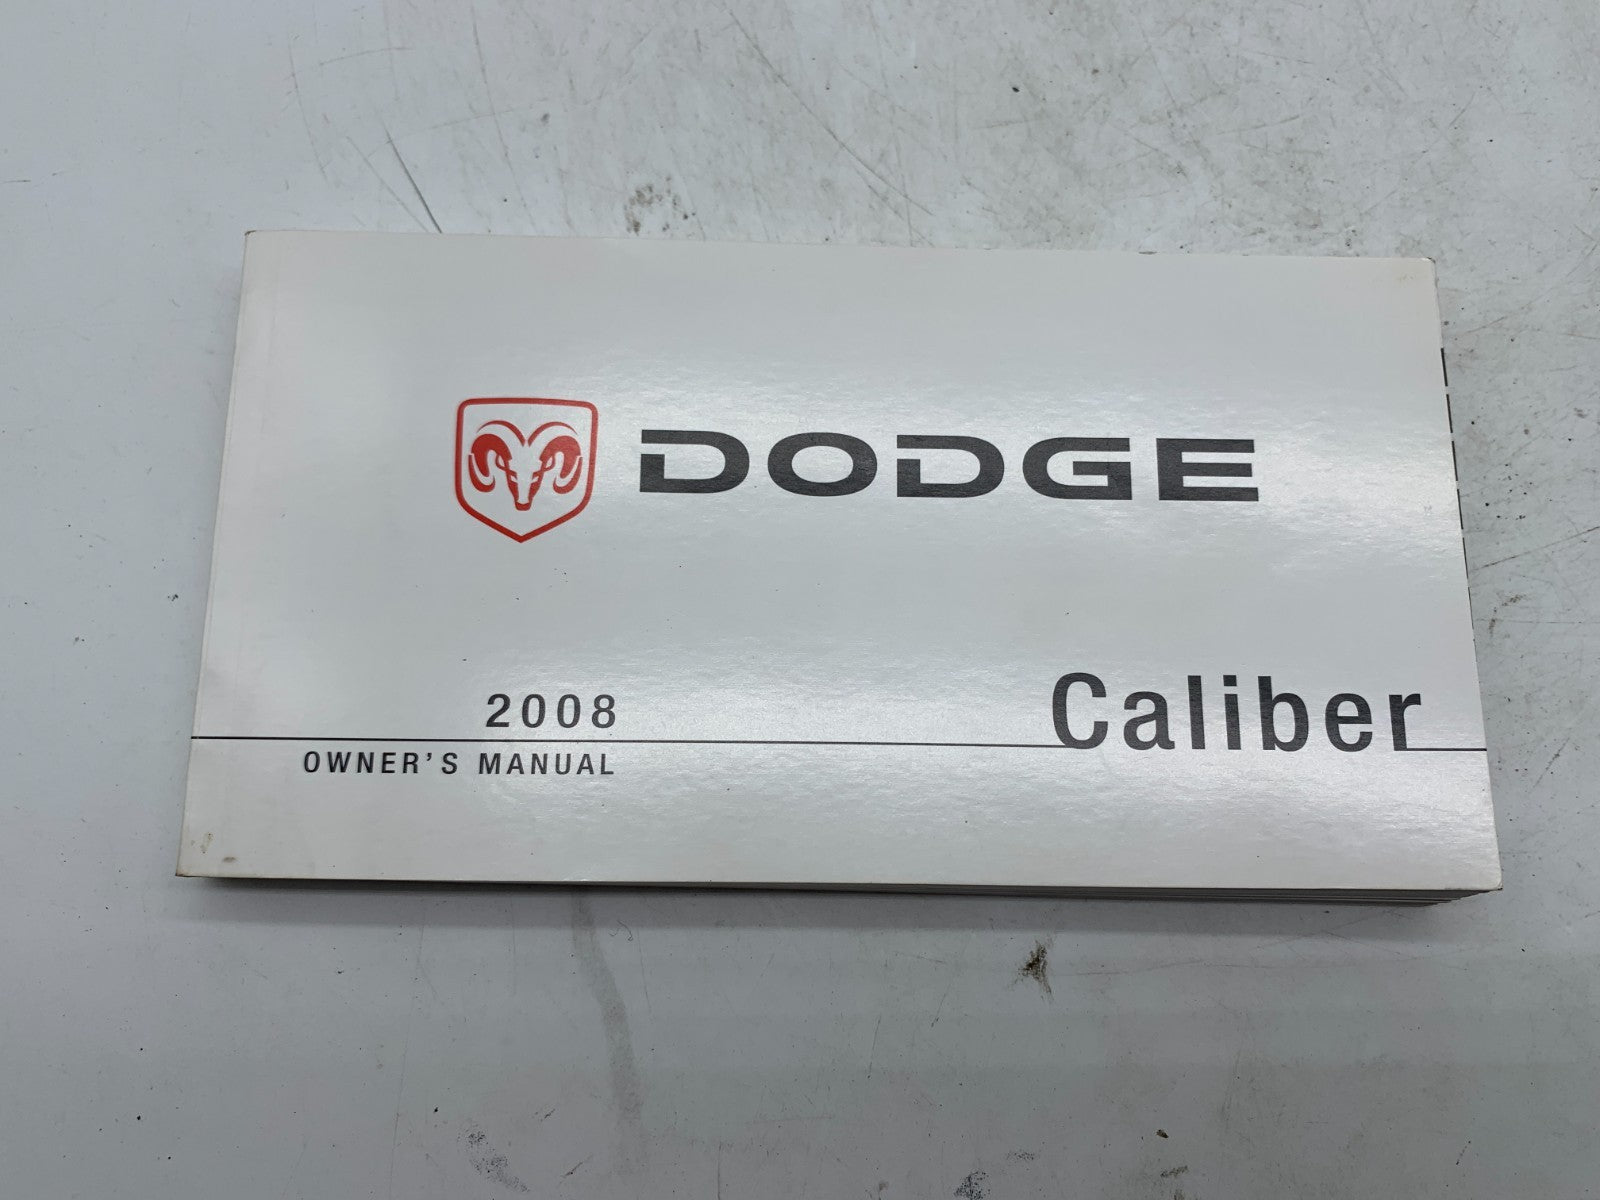 DODGE
2008
Caliber
OWNER'S MANUAL